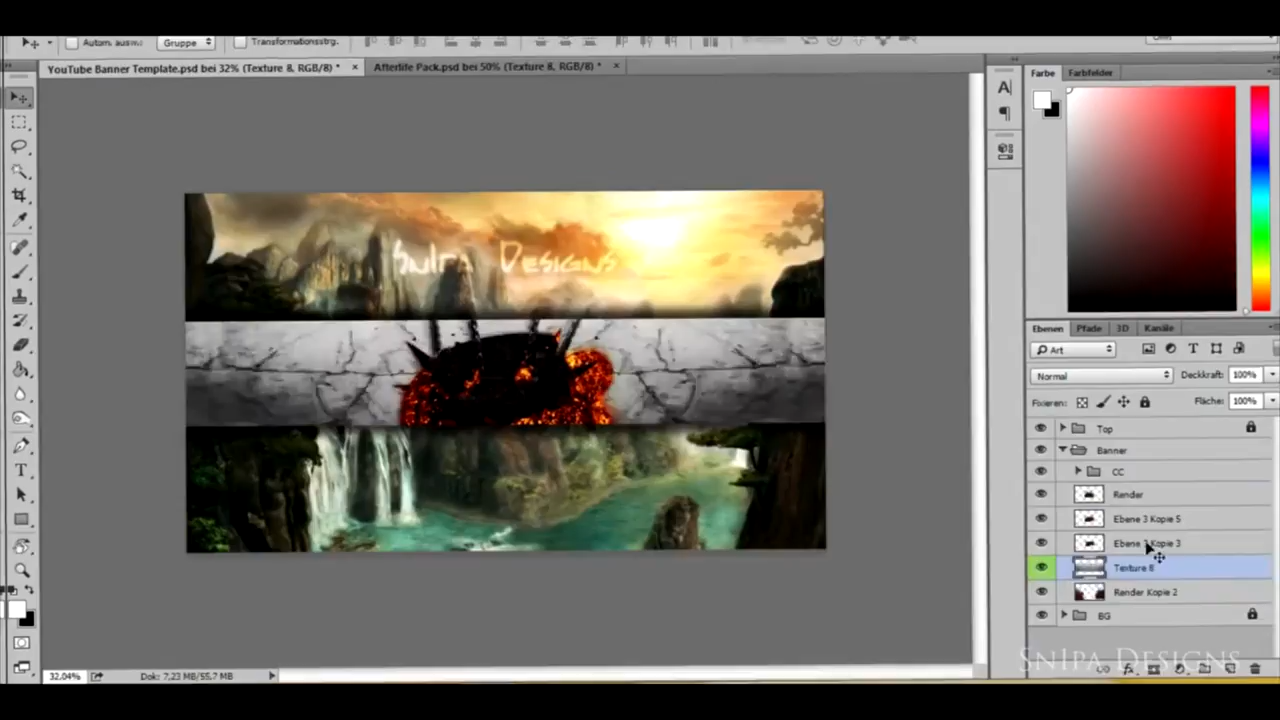 Autom. ausw.: Gruppe Transformationsstrg.
YouTube Banner Template.psd bei 32% (Texture 8, RGB/8) * × Afterlife Pack.psd bei 50% (Texture 8, RGB/8) * ×
Farbe Farbfelder
Sn1pa Designs
Ebenen Pfade 3D Kanäle
Art
Normal Deckkraft: 100%
Fixieren: Fläche: 100%
Top
Banner
CC
Render
Ebene 3 Kopie 5
Ebene 3 Kopie 3
Texture 8
Render Kopie 2
BG
Sn1pa Designs
32,04% Dok: 7,23 MB/55,7 MB